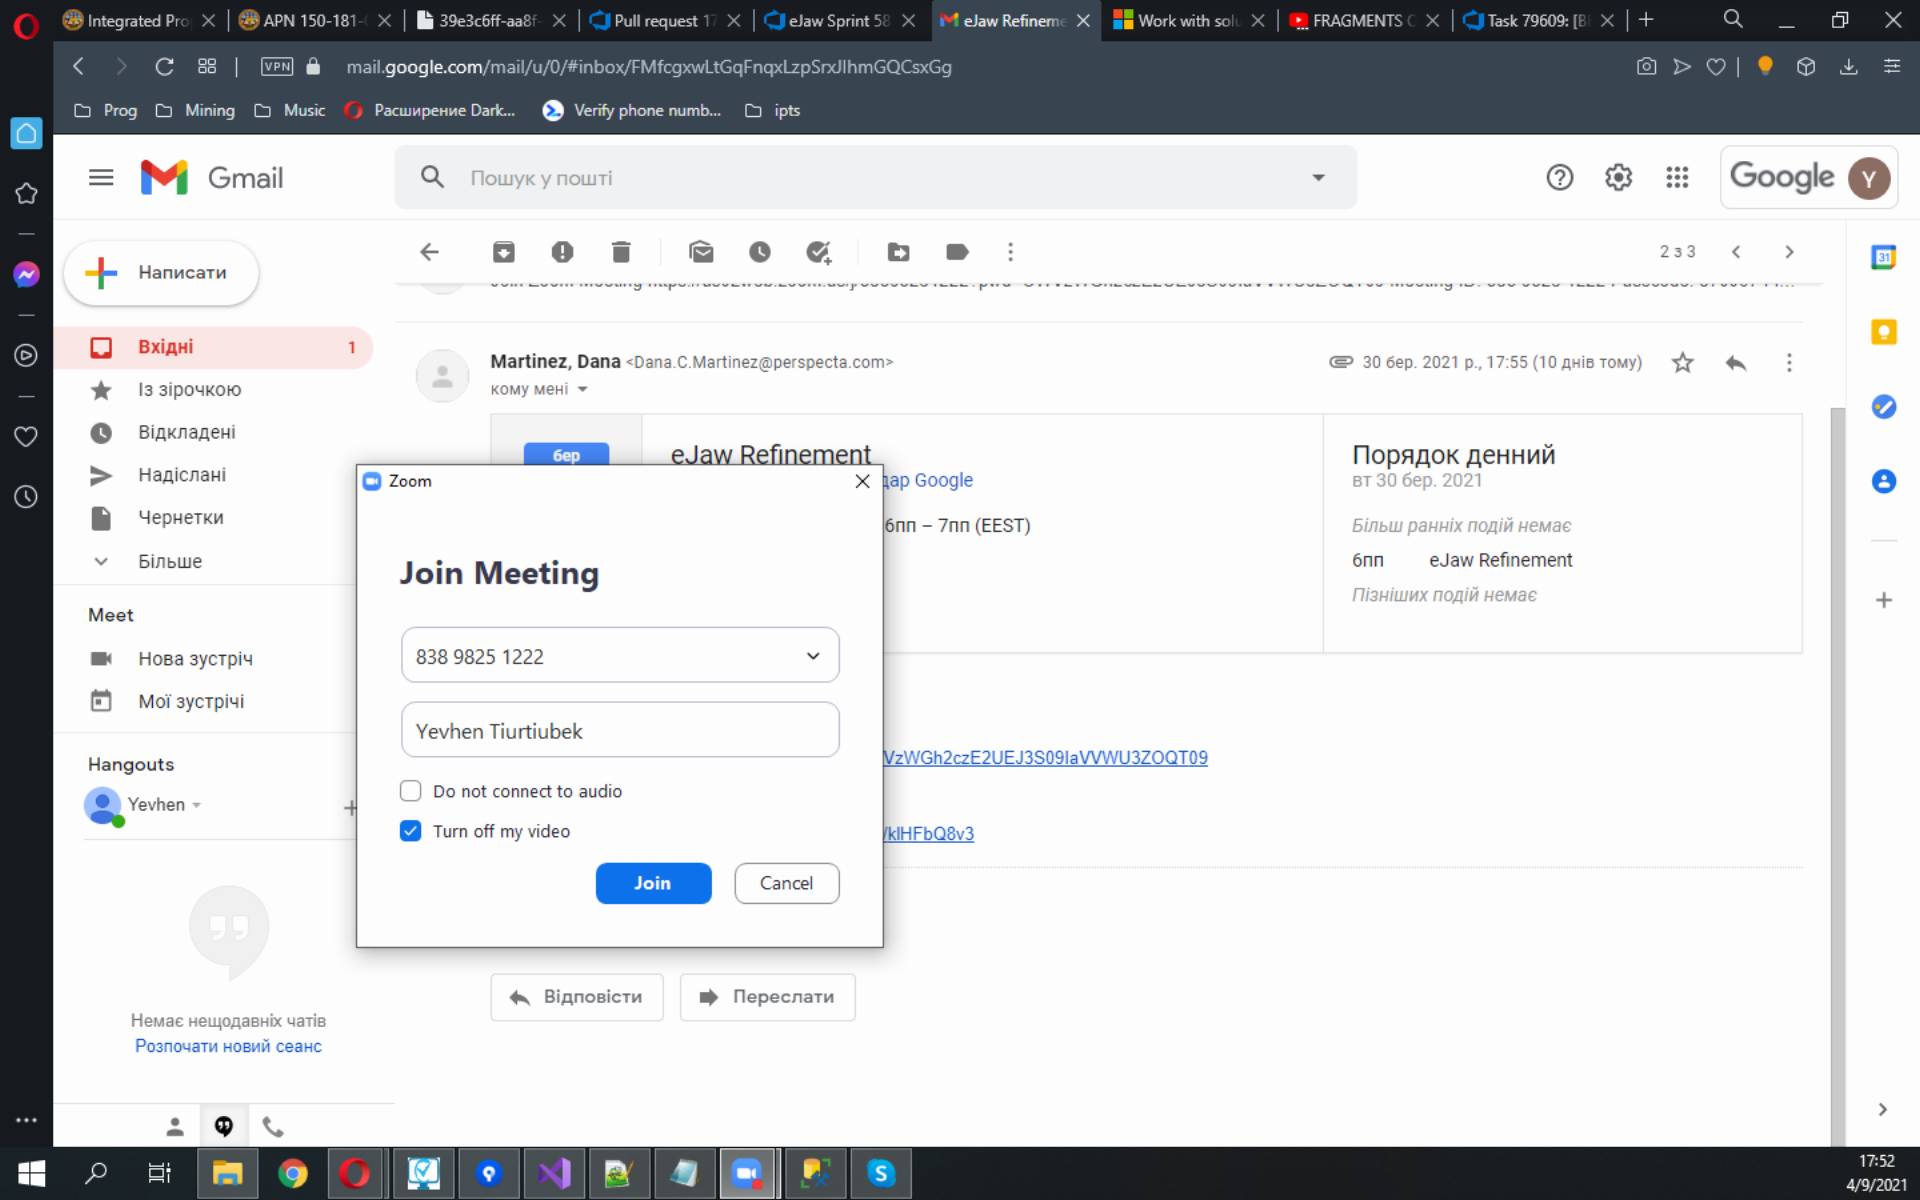 Integrated Pro
APN 150-181-
39e3c6ff-aa8f-
Pull request 17
eJaw Sprint 58
eJaw Refineme
Work with solu
FRAGMENTS
Task 79609: [B
VPN
mail.google.com/mail/u/0/#inbox/FMfcgxwLtGqFnqxLzpSrxJlhmGQCsxGg
Prog
Mining
Music
Расширение Dark...
Verify phone numb...
ipts
Gmail
Пошук у пошті
Google
Y
Написати
2 з 3
31
Вхідні
1
Із зірочкою
Відкладені
Надіслані
Чернетки
Більше
Meet
Нова зустріч
Мої зустрічі
Hangouts
Yevhen
Немає нещодавніх чатів
Розпочати новий сеанс
Martinez, Dana <Dana.C.Martinez@perspecta.com>
30 бер. 2021 р., 17:55 (10 днів тому)
кому мені
бер
eJaw Refinement
дар Google
6пп – 7пп (EEST)
Порядок денний
вт 30 бер. 2021
Більш ранніх подій немає
6пп eJaw Refinement
Пізніших подій немає
VzWGh2czE2UEJ3S09IaVVWU3ZOQT09
/klHFbQ8v3
Відповісти
Переслати
Zoom
Join Meeting
838 9825 1222
Yevhen Tiurtiubek
Do not connect to audio
Turn off my video
Join
Cancel
17:52
4/9/2021